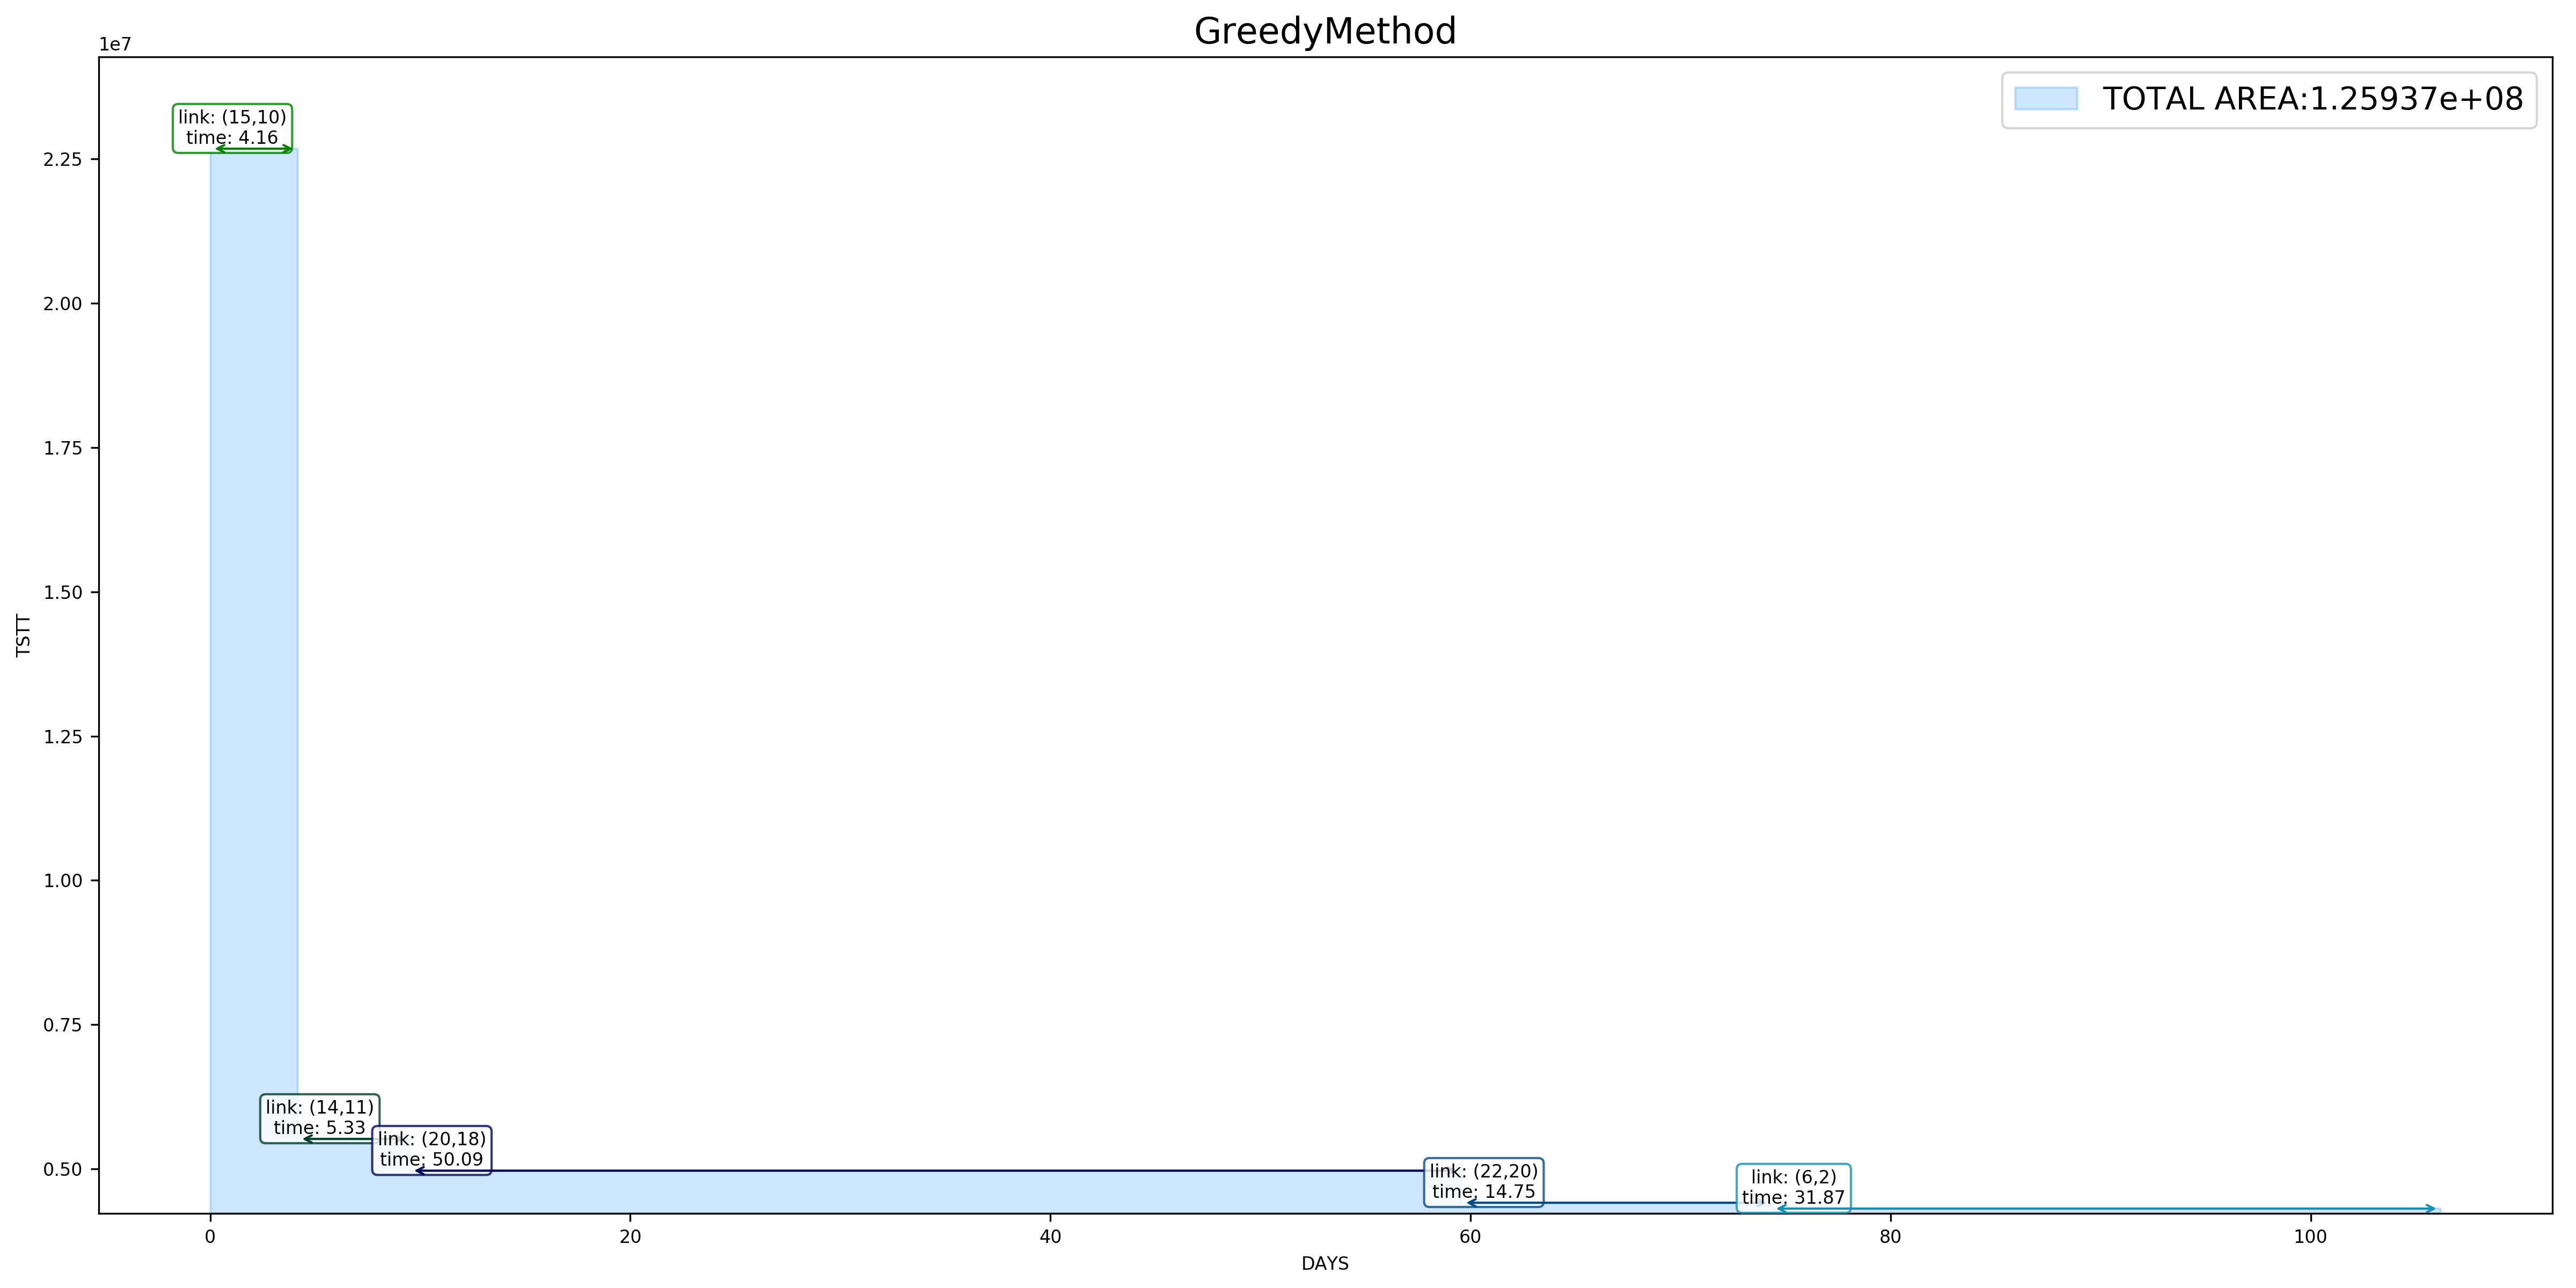 GreedyMethod
1e7
TOTAL AREA:1.25937e+08
link: (15,10)
time: 4.16
2.25
2.00
1.75
1.50
1.25
1.00
0.75
0.50
TSTT
link: (14,11)
time: 5.33
link: (20,18)
time: 50.09
link: (22,20)
time: 14.75
link: (6,2)
time: 31.87
0
20
40
60
80
100
DAYS